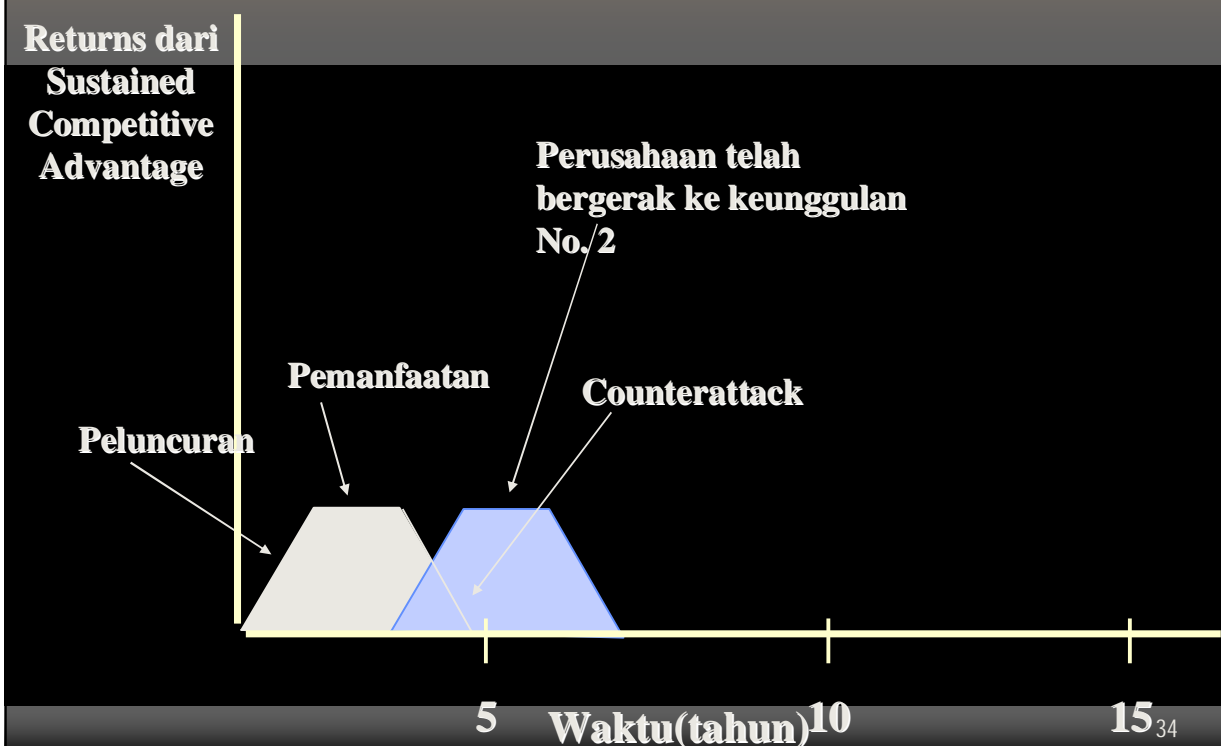 Returns dari
Sustained
Competitive
Advantage
Perusahaan telah
bergerak ke keunggulan
No. 2
Pemanfaatan
Counterattack
Peluncuran
5
10
15
Waktu(tahun)
34